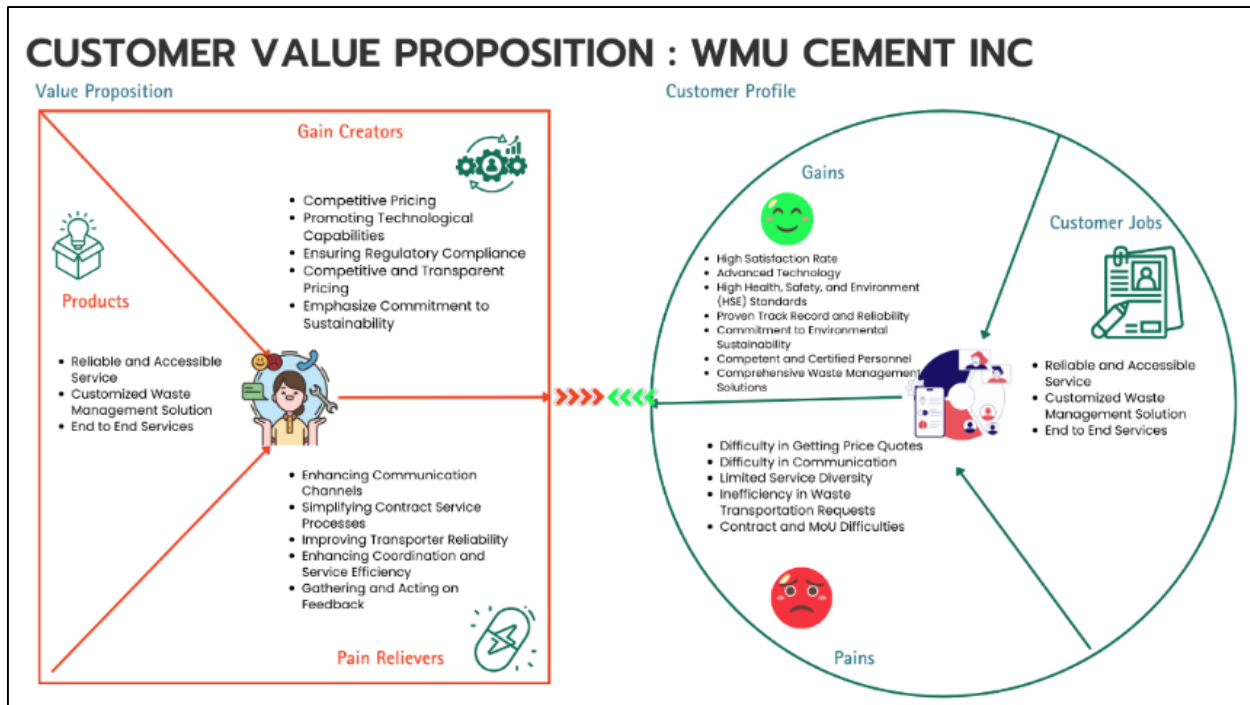 CUSTOMER VALUE PROPOSITION : WMU CEMENT INC
Value Proposition
Gain Creators
• Competitive Pricing
• Promoting Technological
Capabilities
• Ensuring Regulatory Compliance
• Competitive and Transparent
Pricing
• Emphasize Commitment to
Sustainability
Products
• Reliable and Accessible
Service
• Customized Waste
Management Solution
• End to End Services
• Enhancing Communication
Channels
• Simplifying Contract Service
Processes
• Improving Transporter Reliability
• Enhancing Coordination and
Service Efficiency
• Gathering and Acting on
Feedback
Pain Relievers
Customer Profile
Gains
• High Satisfaction Rate
• Advanced Technology
• High Health, Safety, and Environment
(HSE) Standards
• Proven Track Record and Reliability
• Commitment to Environmental
Sustainability
• Competent and Certified Personnel
• Comprehensive Waste Management
Solutions
Customer Jobs
• Reliable and Accessible
Service
• Customized Waste
Management Solution
• End to End Services
• Difficulty in Getting Price Quotes
• Difficulty in Communication
• Limited Service Diversity
• Inefficiency in Waste
Transportation Requests
• Contract and MoU Difficulties
Pains